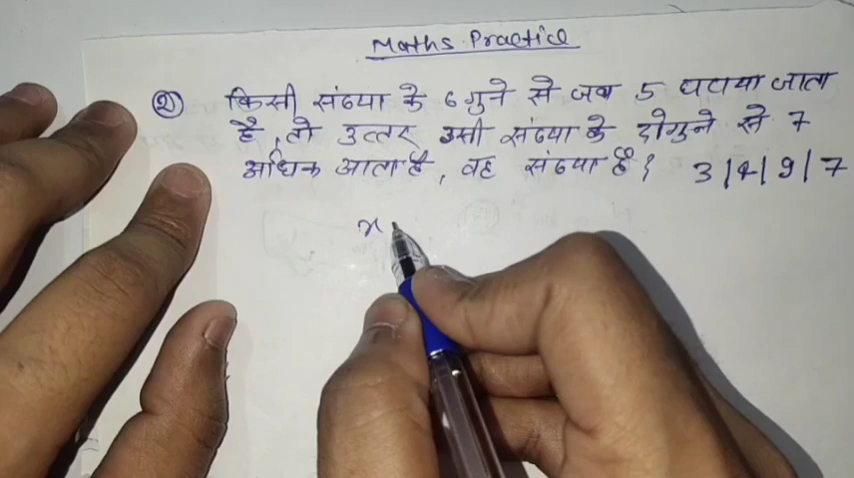 Maths Practice
② किसी संख्या के 6 गुने से जब 5 घटाया जाता
है, तो उत्तर उसी संख्या के दोगुने से 7
अधिक आता है, वह संख्या है? 3/4/9/7
x